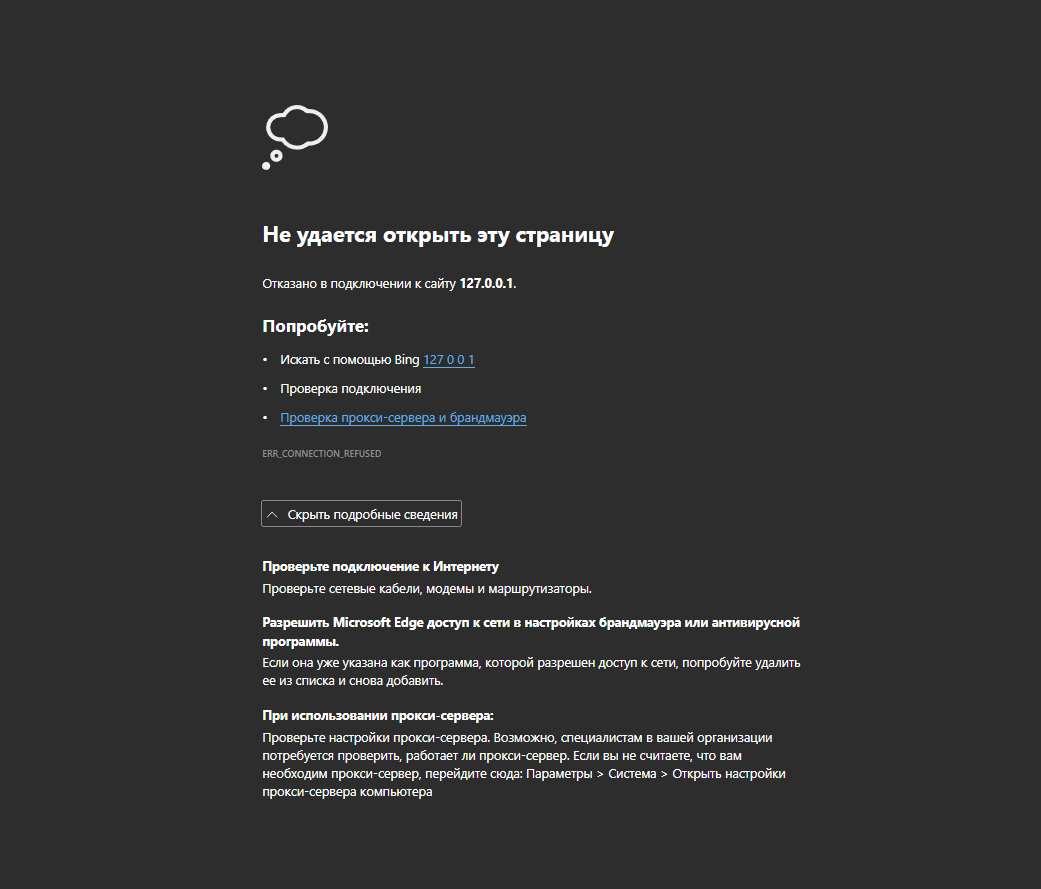 Не удается открыть эту страницу
Отказано в подключении к сайту 127.0.0.1.
Попробуйте:
• Искать с помощью Bing 127 0 0 1
• Проверка подключения
• Проверка прокси-сервера и брандмауэра
ERR_CONNECTION_REFUSED
Скрыть подробные сведения
Проверьте подключение к Интернету
Проверьте сетевые кабели, модемы и маршрутизаторы.
Разрешить Microsoft Edge доступ к сети в настройках брандмауэра или антивирусной
программы.
Если она уже указана как программа, которой разрешен доступ к сети, попробуйте удалить
ее из списка и снова добавить.
При использовании прокси-сервера:
Проверьте настройки прокси-сервера. Возможно, специалистам в вашей организации
потребуется проверить, работает ли прокси-сервер. Если вы не считаете, что вам
необходим прокси-сервер, перейдите сюда: Параметры > Система > Открыть настройки
прокси-сервера компьютера